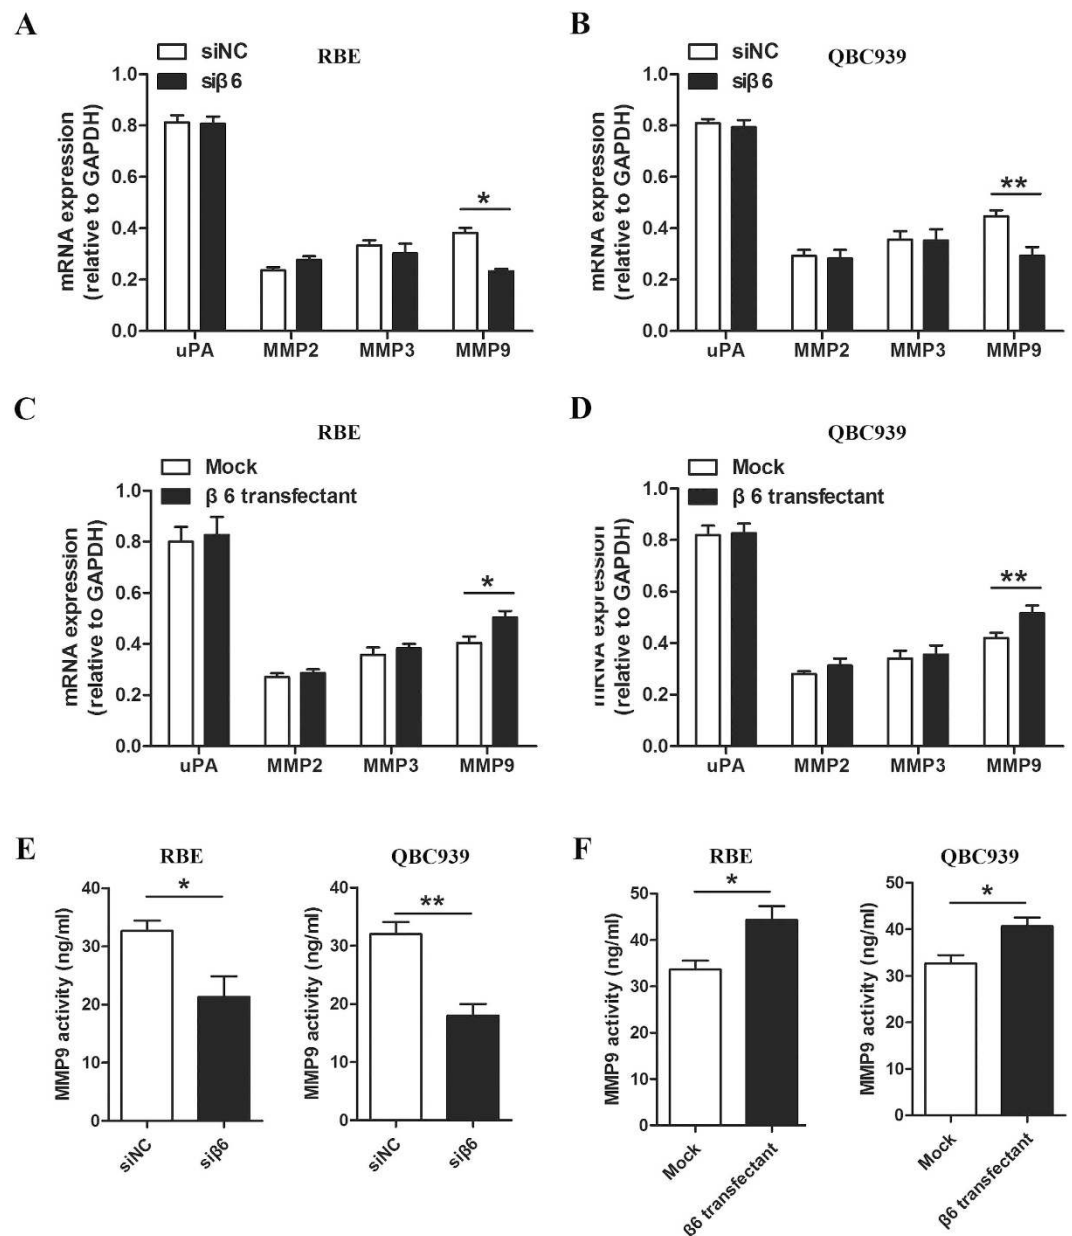 A
siNC
siβ6
RBE
mRNA expression
(relative to GAPDH)
1.0
0.8
0.6
0.4
0.2
0.0
*
uPA MMP2 MMP3 MMP9
B
siNC
siβ6
QBC939
mRNA expression
(relative to GAPDH)
1.0
0.8
0.6
0.4
0.2
0.0
**
uPA MMP2 MMP3 MMP9
C
RBE
Mock
β 6 transfectant
mRNA expression
(relative to GAPDH)
1.0
0.8
0.6
0.4
0.2
0.0
*
uPA MMP2 MMP3 MMP9
D
QBC939
Mock
β 6 transfectant
mRNA expression
(relative to GAPDH)
1.0
0.8
0.6
0.4
0.2
0.0
**
uPA MMP2 MMP3 MMP9
E
RBE
*
MMP9 activity (ng/ml)
40
30
20
10
0
siNC
siβ6
QBC939
**
MMP9 activity (ng/ml)
40
30
20
10
0
siNC
siβ6
F
RBE
*
MMP9 activity (ng/ml)
50
40
30
20
10
0
Mock
β6 transfectant
QBC939
*
MMP9 activity (ng/ml)
50
40
30
20
10
0
Mock
β6 transfectant